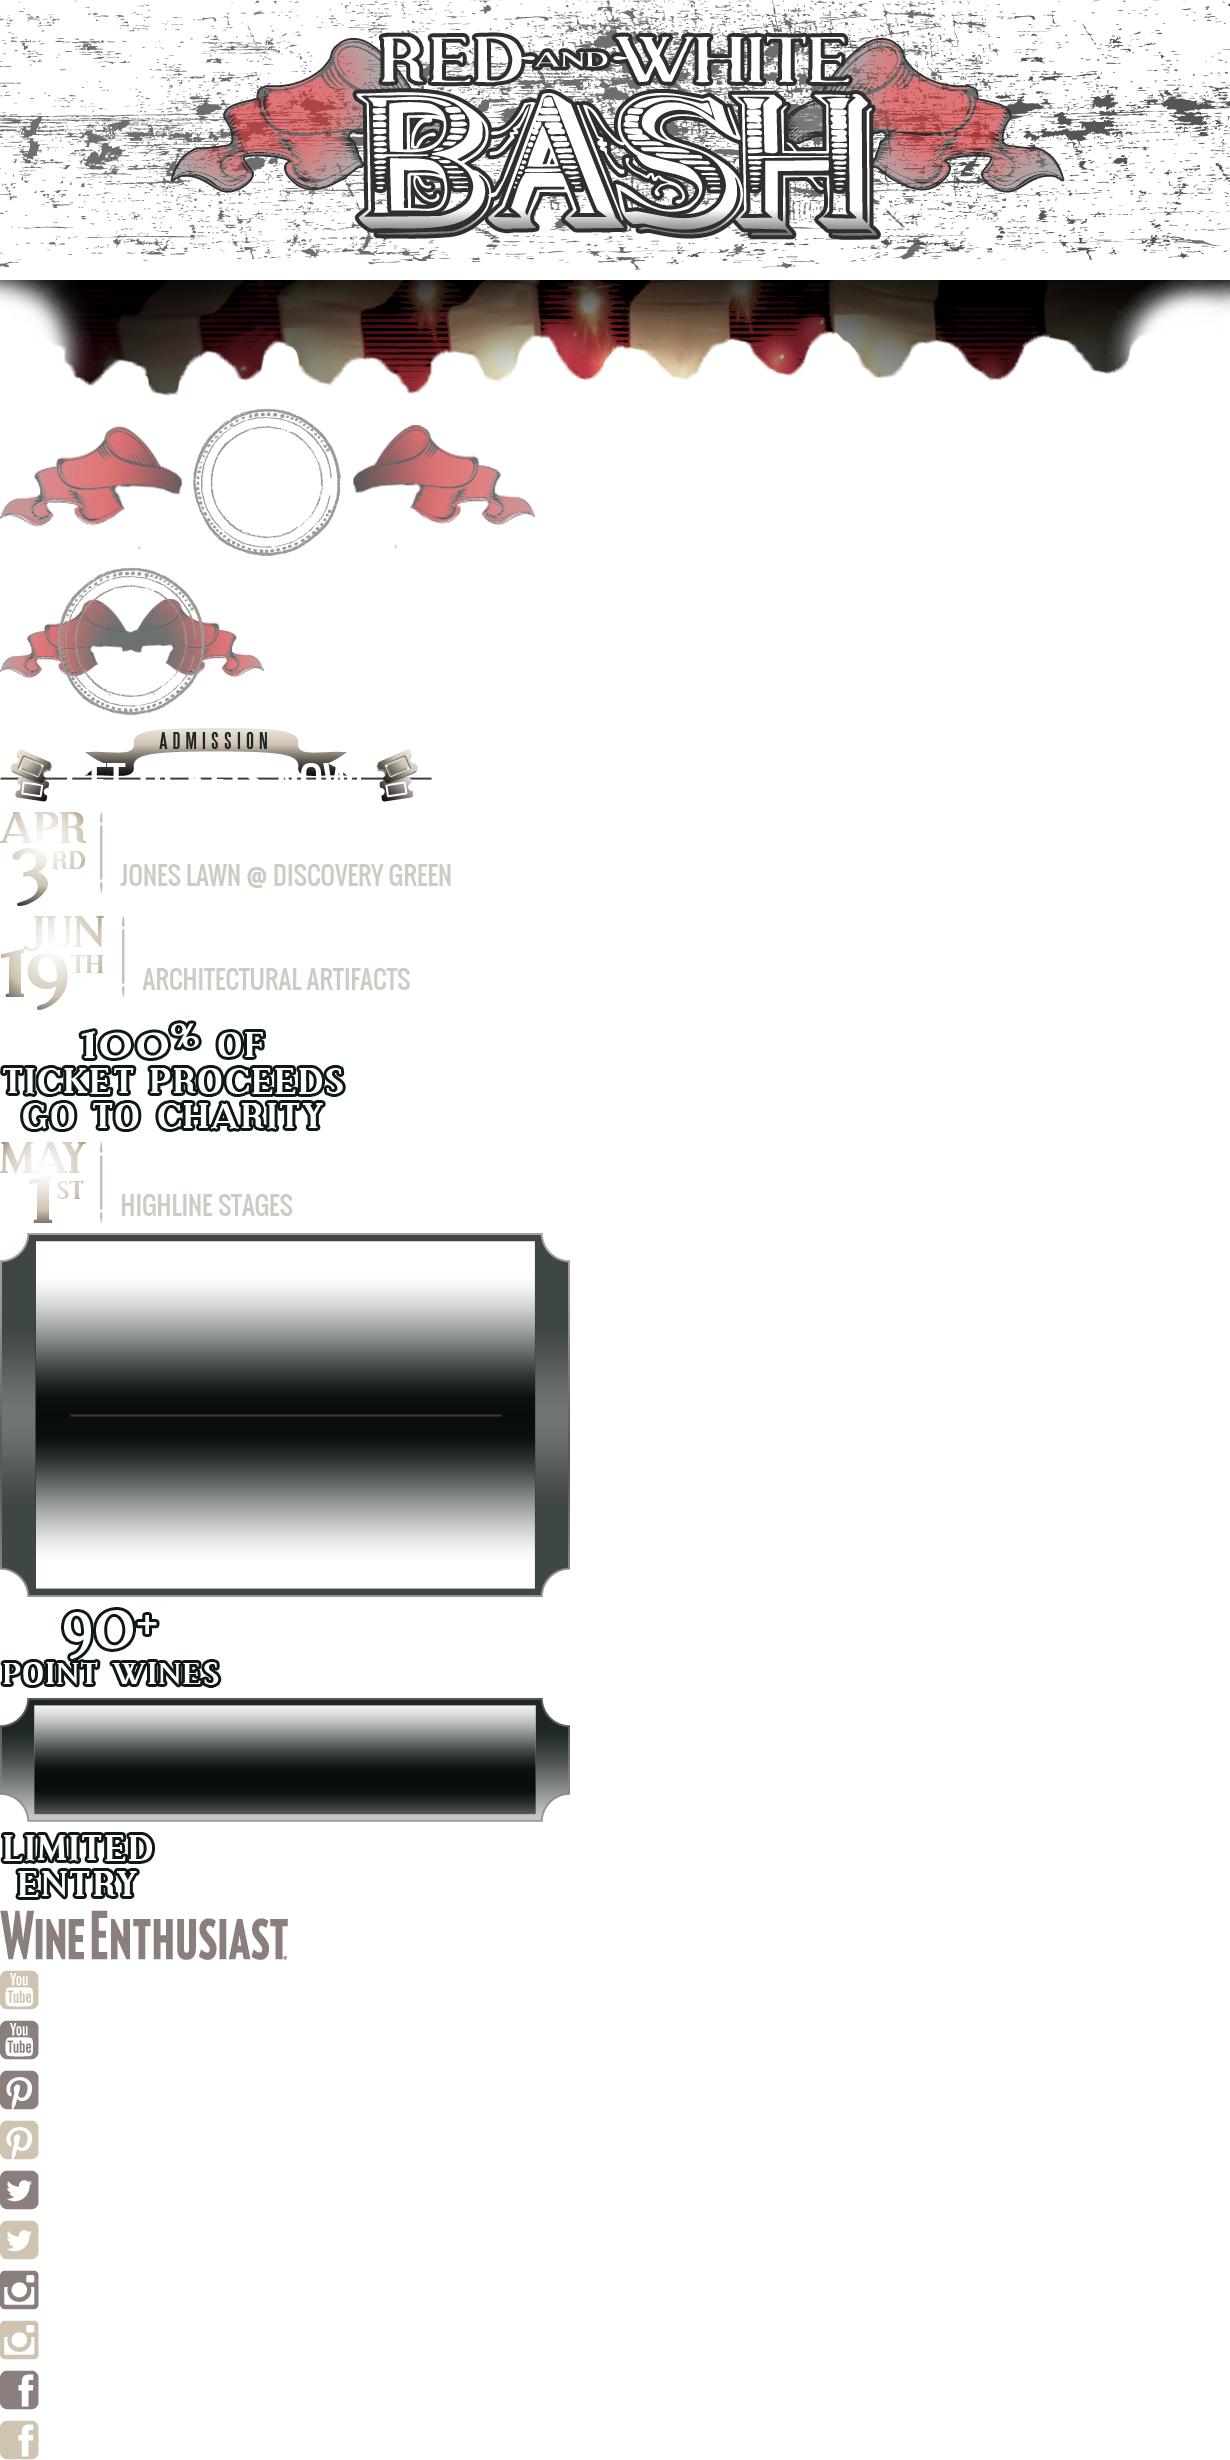 RED-AND-WHITE
BASH
ADMISSION
NOW!
APR
3RD
JONES LAWN @ DISCOVERY GREEN
JUN
19TH
ARCHITECTURAL ARTIFACTS
100% OF
TICKET PROCEEDS
GO TO CHARITY
MAY
1ST
HIGHLINE STAGES
90+
POINT WINES
LIMITED
ENTRY
WINE ENTHUSIAST
You
Tube
You
Tube